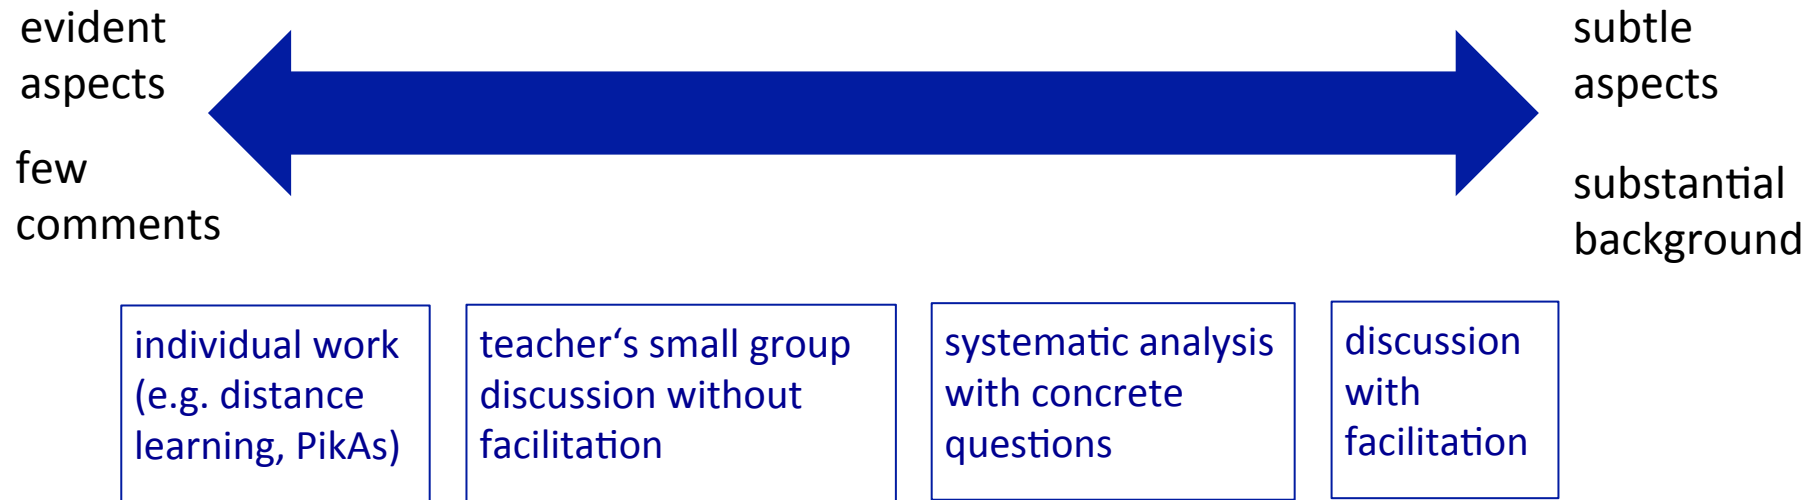 evident
aspects
few
comments
subtle
aspects
substantial
background
individual work
(e.g. distance
learning, PikAs)
teacher‘s small group
discussion without
facilitation
systematic analysis
with concrete
questions
discussion
with
facilitation